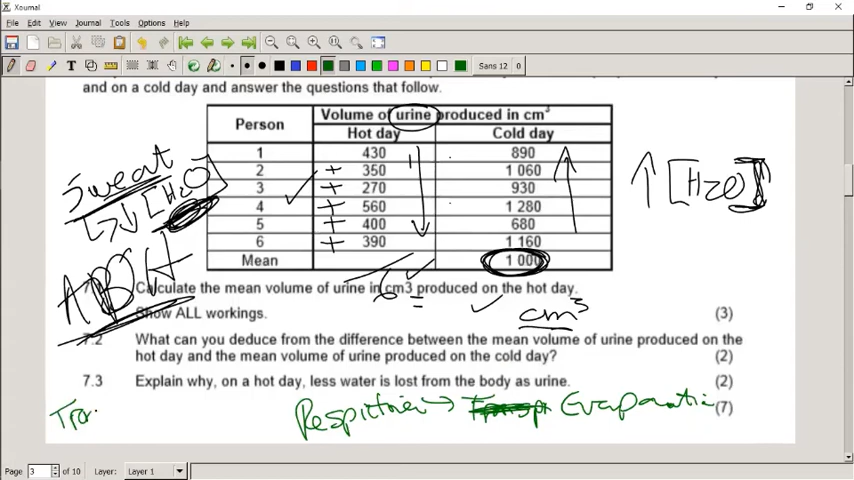 Xournal
File Edit View Journal Tools Options Help
Sans 12
and on a cold day and answer the questions that follow.
Person Volume of urine produced in cm3
Hot day Cold day
1 430 890
2 + 350 1 060
3 + 270 930
4 + 560 1 280
5 + 400 680
6 + 390 1 160
Mean 1 000
Sweat
↳ ↓ [H2O]
ADH
↑ [H2O]
Calculate the mean volume of urine in cm3 produced on the hot day.
6 =
Show ALL workings. (3)
cm3
7.2 What can you deduce from the difference between the mean volume of urine produced on the
hot day and the mean volume of urine produced on the cold day? (2)
7.3 Explain why, on a hot day, less water is lost from the body as urine. (2)
(7)
Tra
→ Evaporatio
Page 3 of 10 Layer: Layer 1